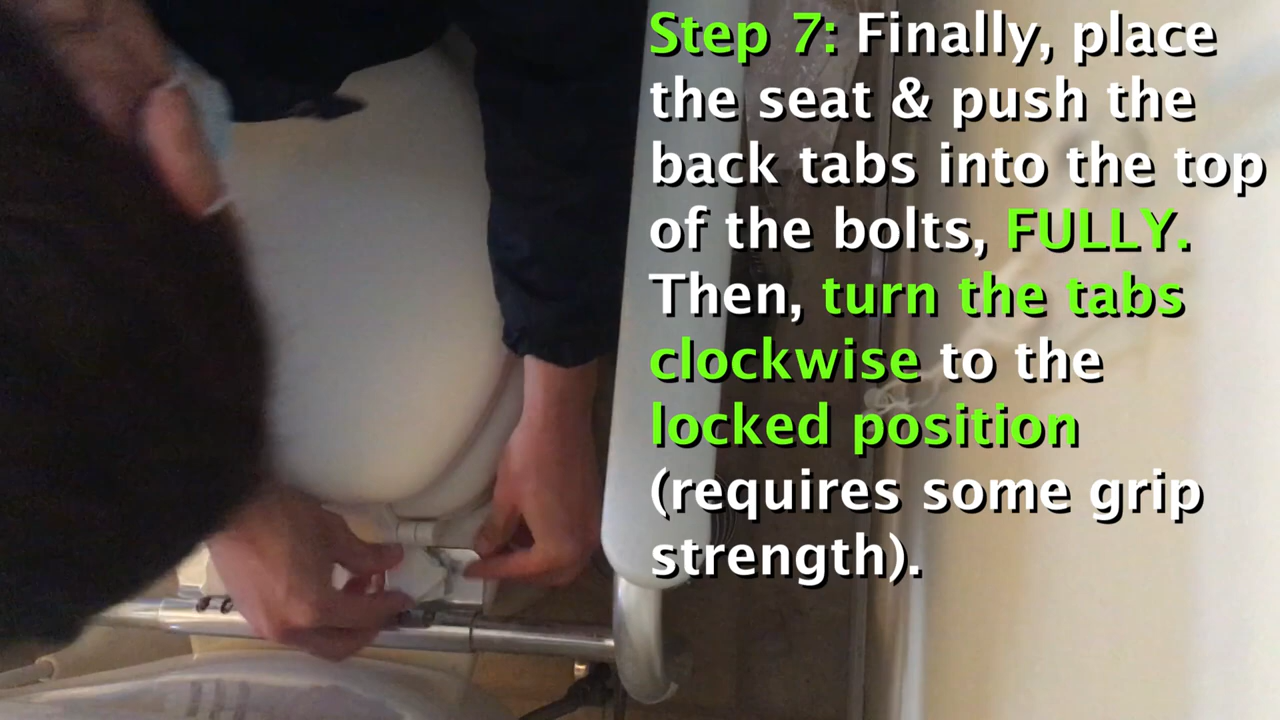 Step 7: Finally, place
the seat & push the
back tabs into the top
of the bolts, FULLY.
Then, turn the tabs
clockwise to the
locked position
(requires some grip
strength).